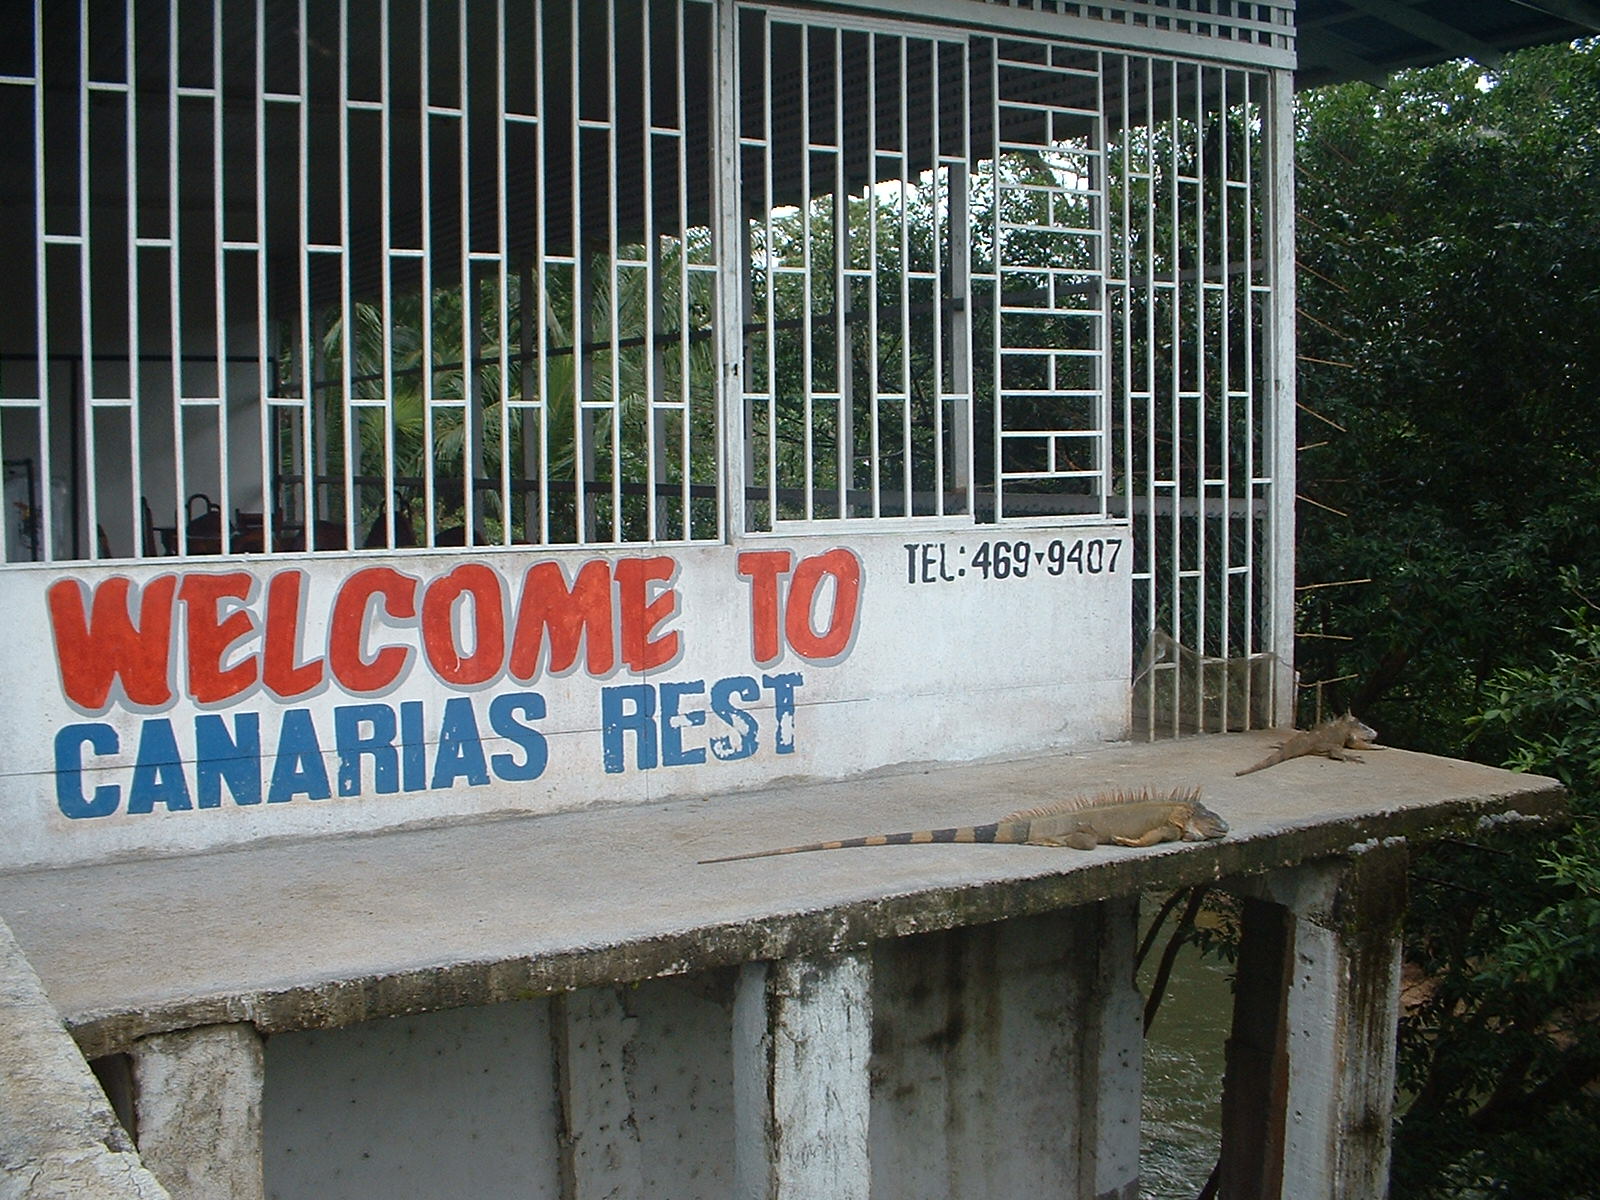 WELCOME TO
TEL: 469▾9407
CANARIAS REST